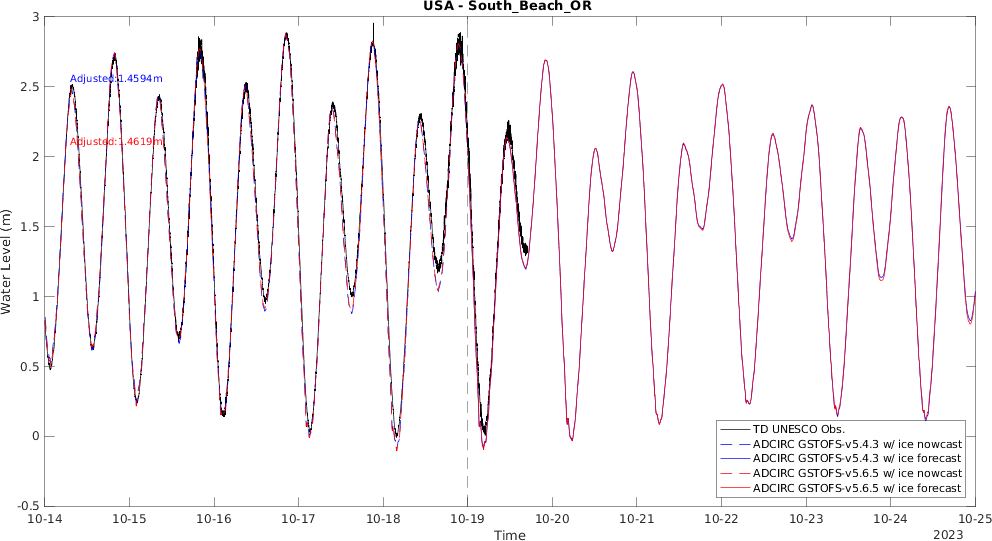 USA - South_Beach_OR
3
2.5
2
1.5
1
0.5
0
-0.5
Water Level (m)
Adjusted:1.4594m
Adjusted:1.4619m
TD UNESCO Obs.
ADCIRC GSTOFS-v5.4.3 w/ ice nowcast
ADCIRC GSTOFS-v5.4.3 w/ ice forecast
ADCIRC GSTOFS-v5.6.5 w/ ice nowcast
ADCIRC GSTOFS-v5.6.5 w/ ice forecast
10-14 10-15 10-16 10-17 10-18 10-19 10-20 10-21 10-22 10-23 10-24 10-25
Time
2023